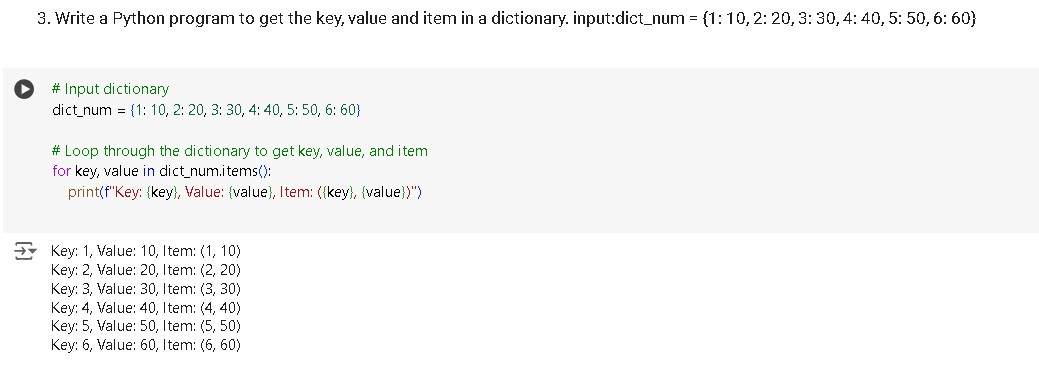 3. Write a Python program to get the key, value and item in a dictionary. input:dict_num = {1: 10, 2: 20, 3: 30, 4: 40, 5: 50, 6: 60}
# Input dictionary
dict_num = {1: 10, 2: 20, 3: 30, 4: 40, 5: 50, 6: 60}
# Loop through the dictionary to get key, value, and item
for key, value in dict_num.items():
    print(f"Key: {key}, Value: {value}, Item: ({key}, {value})")
Key: 1, Value: 10, Item: (1, 10)
Key: 2, Value: 20, Item: (2, 20)
Key: 3, Value: 30, Item: (3, 30)
Key: 4, Value: 40, Item: (4, 40)
Key: 5, Value: 50, Item: (5, 50)
Key: 6, Value: 60, Item: (6, 60)